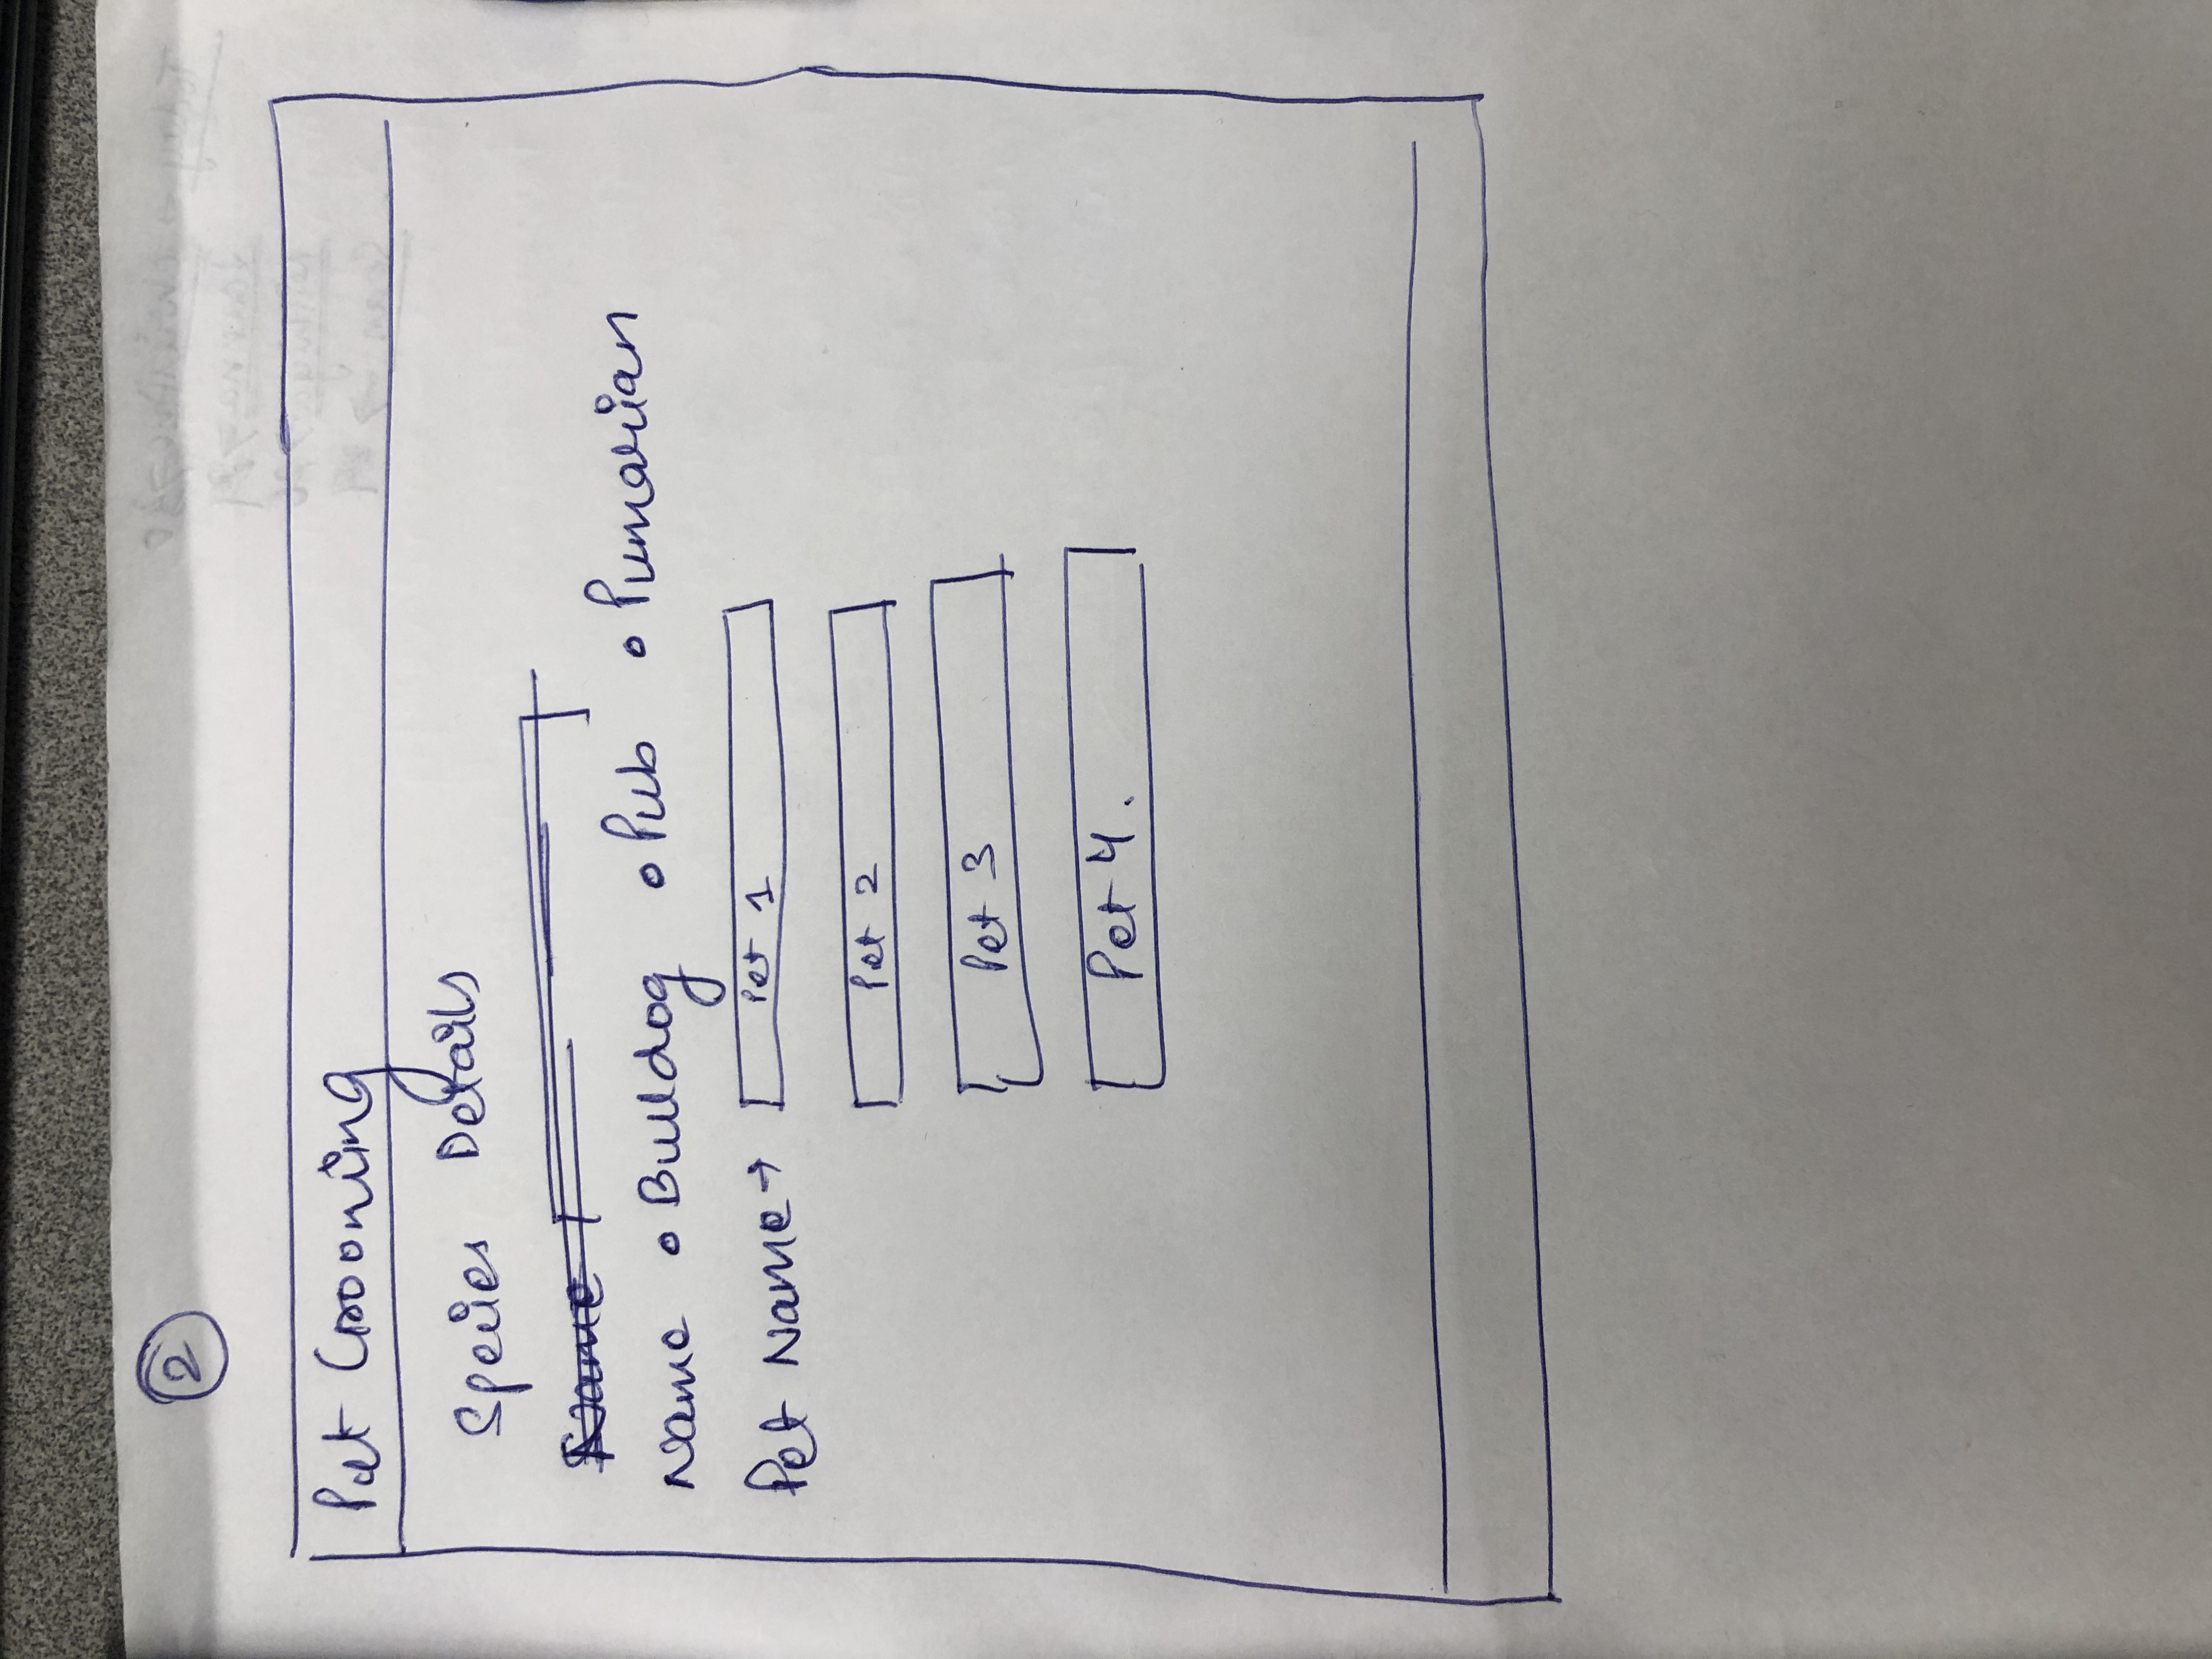 2
Pet Grooming
Species Details
Name
Name Bulldog Pub Pumarian
Pet Name → Pet 1
Pet 2
Pet 3
Pet 4.